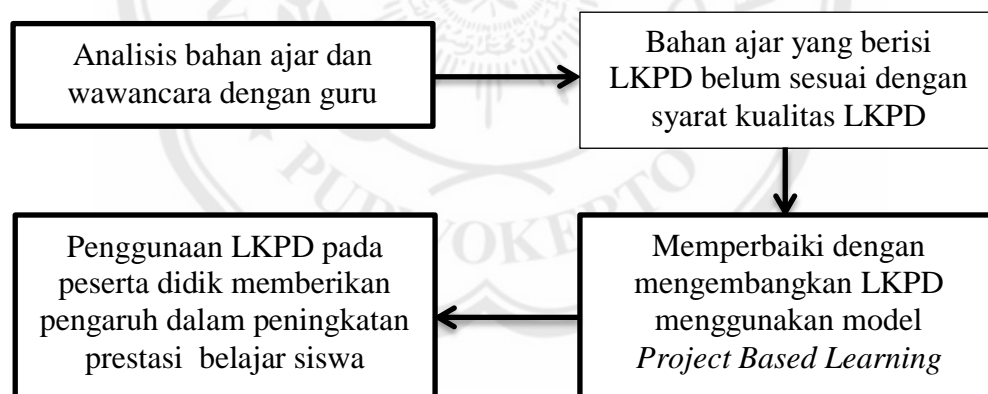 Analisis bahan ajar dan
wawancara dengan guru
Bahan ajar yang berisi
LKPD belum sesuai dengan
syarat kualitas LKPD
Memperbaiki dengan
mengembangkan LKPD
menggunakan model
Project Based Learning
Penggunaan LKPD pada
peserta didik memberikan
pengaruh dalam peningkatan
prestasi belajar siswa